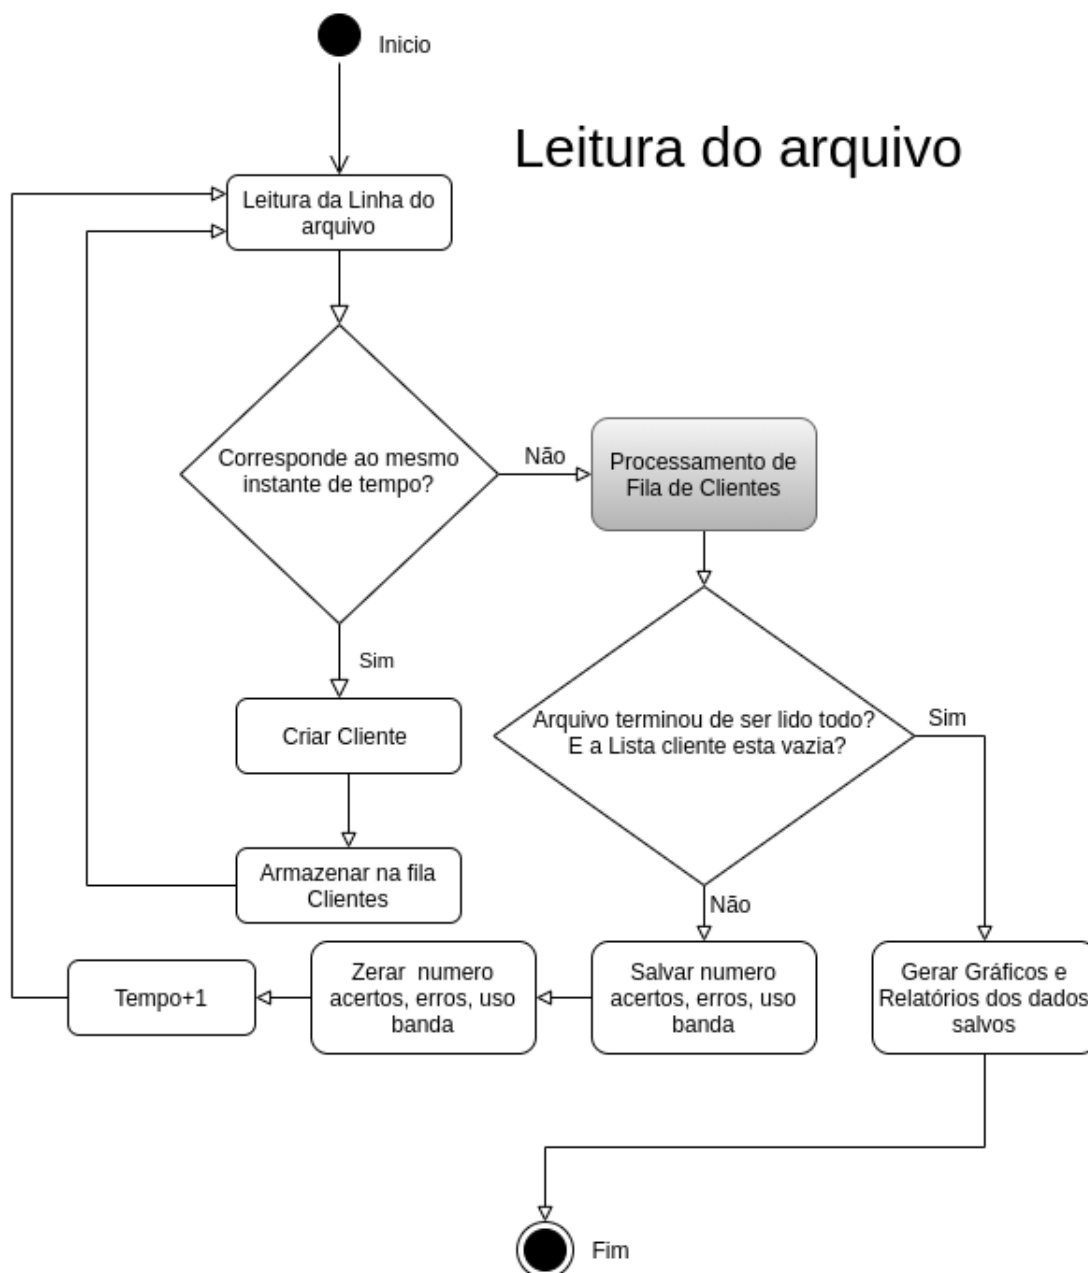 Inicio
Leitura do arquivo
Leitura da Linha do
arquivo
Corresponde ao mesmo
instante de tempo?
Não
Processamento de
Fila de Clientes
Sim
Criar Cliente
Arquivo terminou de ser lido todo?
E a Lista cliente esta vazia?
Sim
Armazenar na fila
Clientes
Não
Tempo+1
Zerar numero
acertos, erros, uso
banda
Salvar numero
acertos, erros, uso
banda
Gerar Gráficos e
Relatórios dos dados
salvos
Fim